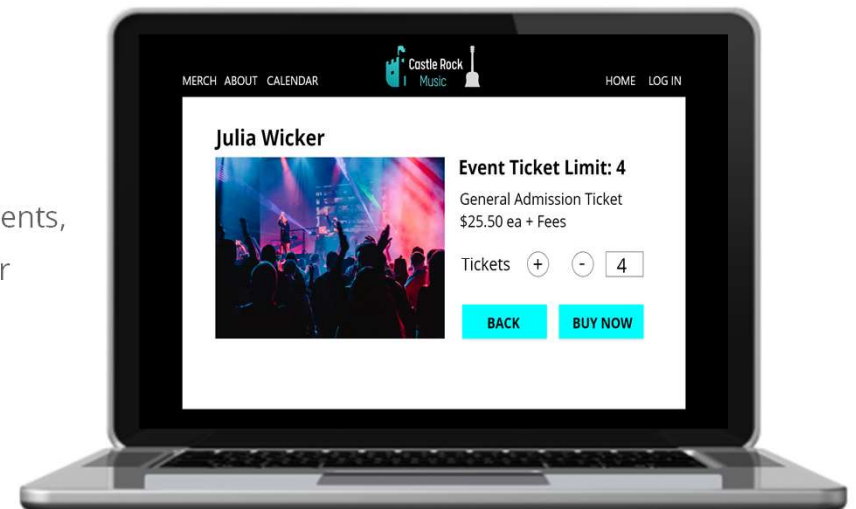 ents,
r
Castle Rock
Music
MERCH ABOUT CALENDAR
HOME LOG IN
Julia Wicker
Event Ticket Limit: 4
General Admission Ticket
$25.50 ea + Fees
Tickets + - 4
BACK BUY NOW